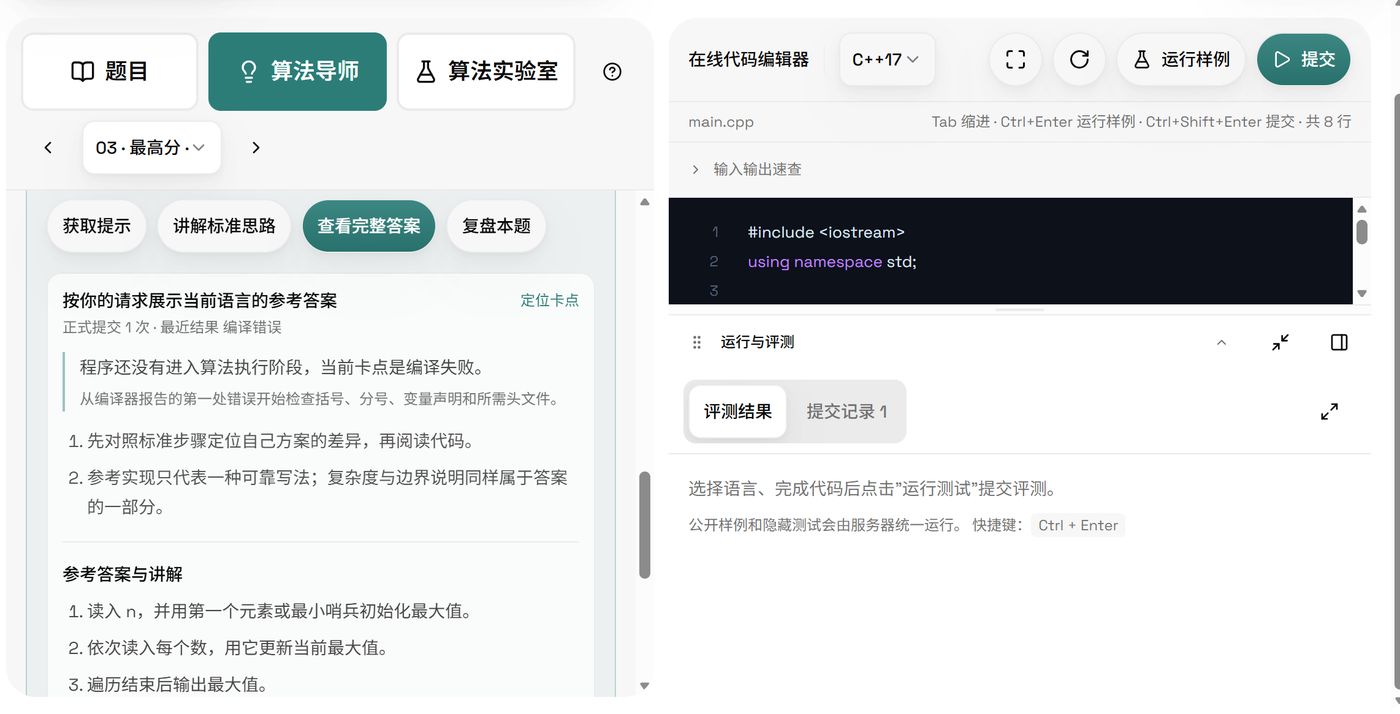 题目
算法导师
算法实验室
03 · 最高分 ·
获取提示
讲解标准思路
查看完整答案
复盘本题
按你的请求展示当前语言的参考答案
定位卡点
正式提交 1 次 · 最近结果 编译错误
程序还没有进入算法执行阶段，当前卡点是编译失败。
从编译器报告的第一处错误开始检查括号、分号、变量声明和所需头文件。
1. 先对照标准步骤定位自己方案的差异，再阅读代码。
2. 参考实现只代表一种可靠写法；复杂度与边界说明同样属于答案
的一部分。
参考答案与讲解
1. 读入 n，并用第一个元素或最小哨兵初始化最大值。
2. 依次读入每个数，用它更新当前最大值。
3. 遍历结束后输出最大值。
在线代码编辑器
C++17
运行样例
提交
main.cpp
Tab 缩进 · Ctrl+Enter 运行样例 · Ctrl+Shift+Enter 提交 · 共 8 行
输入输出速查
1 #include <iostream>
2 using namespace std;
3
运行与评测
评测结果
提交记录 1
选择语言、完成代码后点击”运行测试”提交评测。
公开样例和隐藏测试会由服务器统一运行。 快捷键： Ctrl + Enter